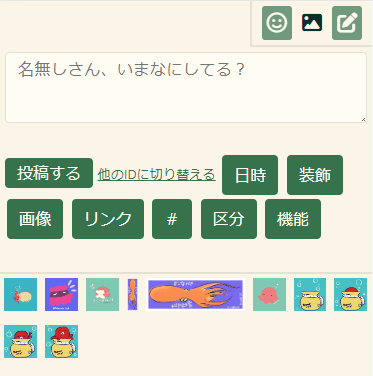 名無しさん、いまなにしてる？
投稿する 他のIDに切り替える 日時 装飾
画像 リンク # 区分 機能